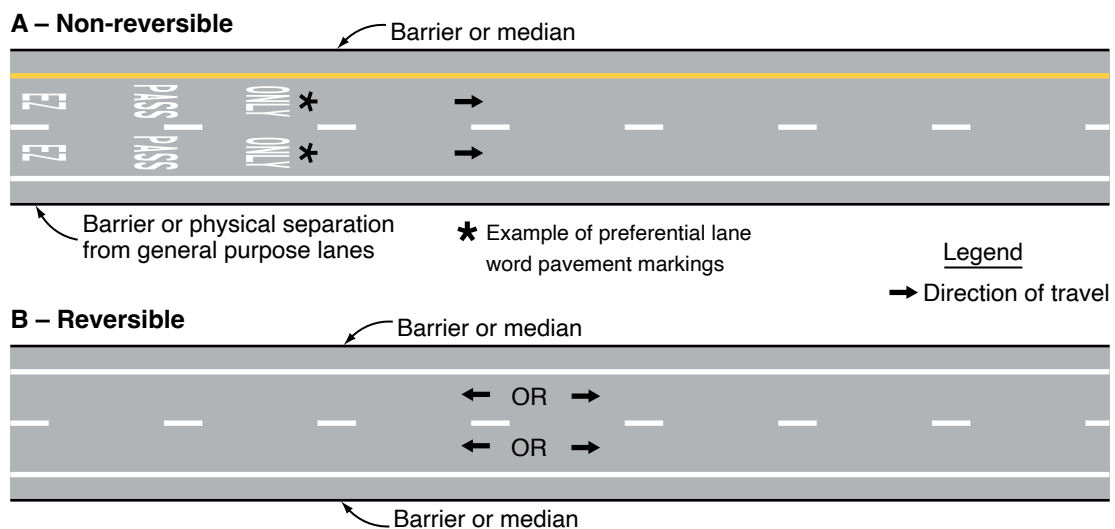 A – Non-reversible
Barrier or median
EZ PASS ONLY *
EZ PASS ONLY *
Barrier or physical separation
from general purpose lanes
* Example of preferential lane
word pavement markings
Legend
Direction of travel
B – Reversible
Barrier or median
OR
OR
Barrier or median